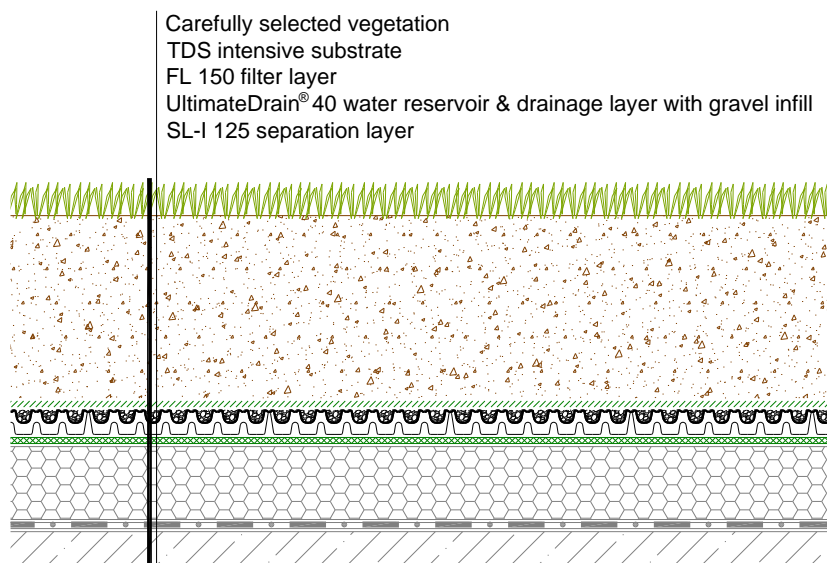 Carefully selected vegetation
TDS intensive substrate
FL 150 filter layer
UltimateDrain® 40 water reservoir & drainage layer with gravel infill
SL-I 125 separation layer